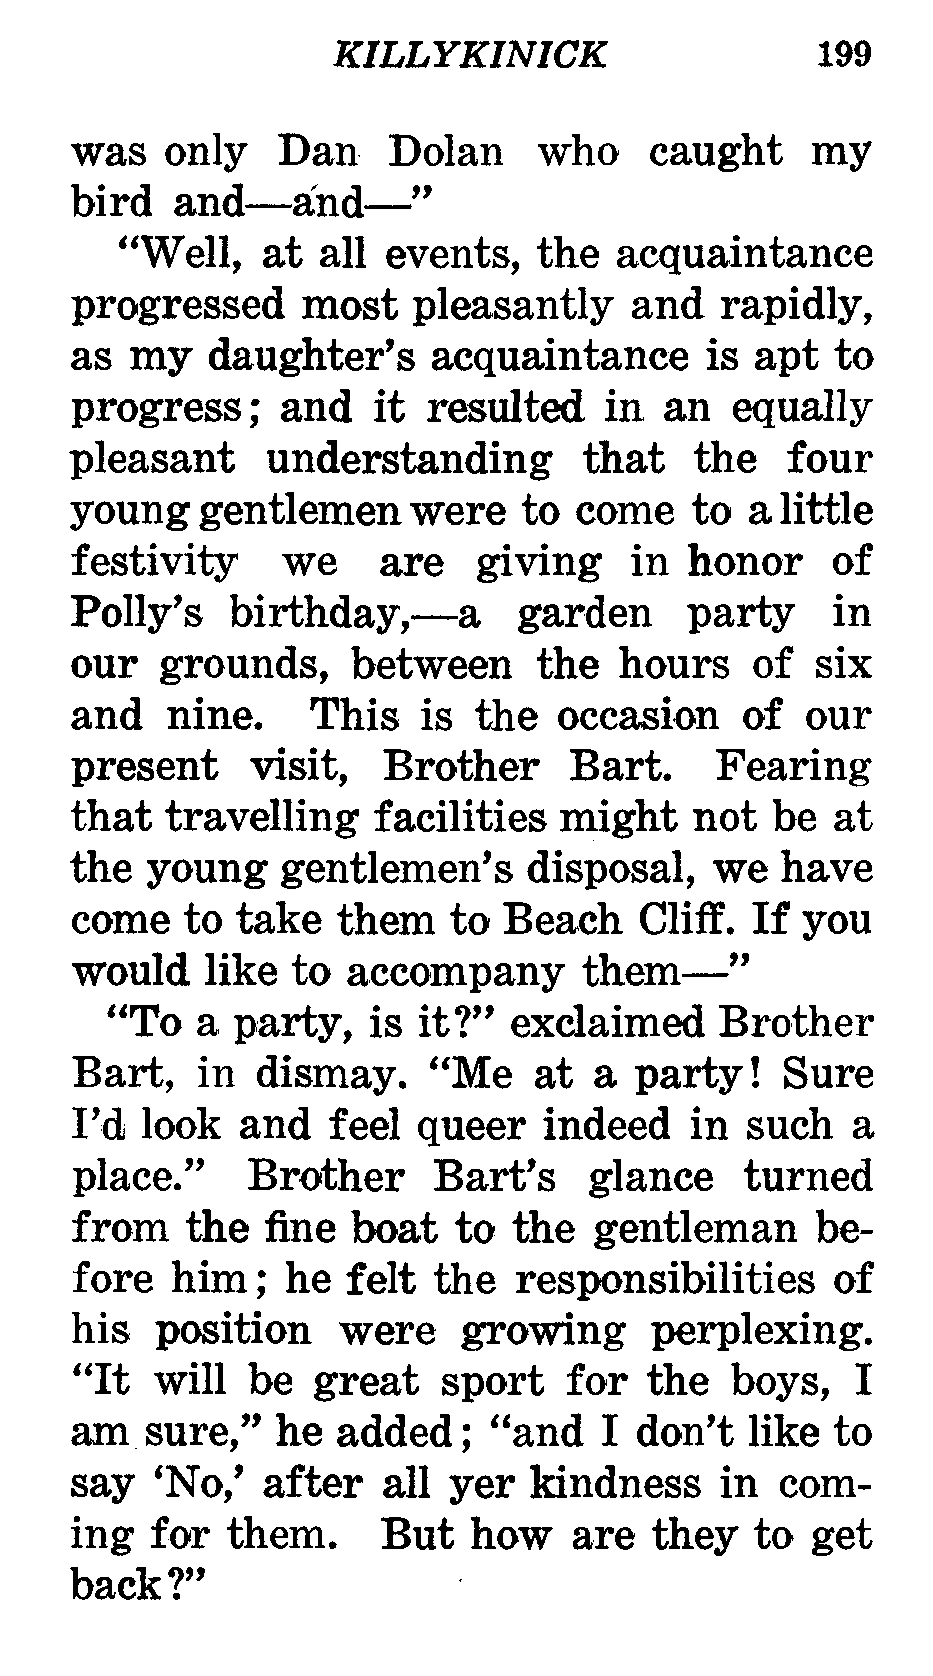 KILLYKINICK 199
was only Dan Dolan who caught my
bird and—and—”
“Well, at all events, the acquaintance
progressed most pleasantly and rapidly,
as my daughter’s acquaintance is apt to
progress; and it resulted in an equally
pleasant understanding that the four
young gentlemen were to come to a little
festivity we are giving in honor of
Polly’s birthday,—a garden party in
our grounds, between the hours of six
and nine. This is the occasion of our
present visit, Brother Bart. Fearing
that travelling facilities might not be at
the young gentlemen’s disposal, we have
come to take them to Beach Cliff. If you
would like to accompany them—”
“To a party, is it?” exclaimed Brother
Bart, in dismay. “Me at a party! Sure
I’d look and feel queer indeed in such a
place.” Brother Bart’s glance turned
from the fine boat to the gentleman be-
fore him; he felt the responsibilities of
his position were growing perplexing.
“It will be great sport for the boys, I
am sure,” he added; “and I don’t like to
say ‘No,’ after all yer kindness in com-
ing for them. But how are they to get
back?”